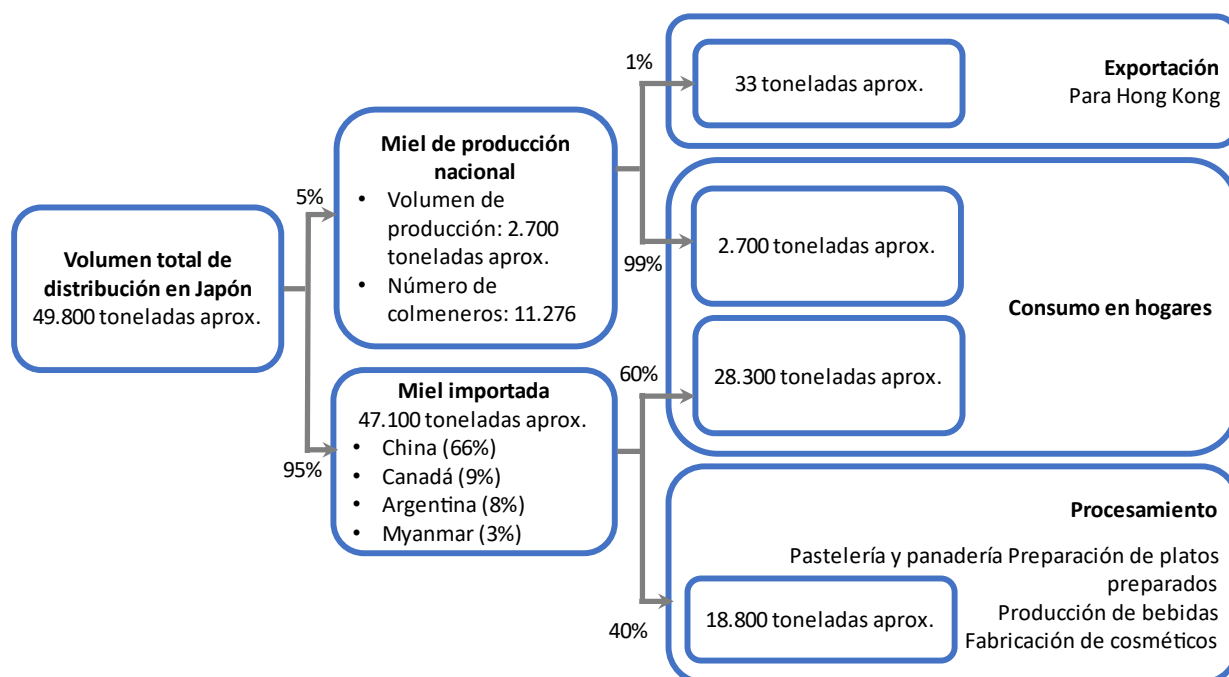 Volumen total de
distribución en Japón
49.800 toneladas aprox.
5%
95%
Miel de producción
nacional
• Volumen de
producción: 2.700
toneladas aprox.
• Número de
colmeneros: 11.276
Miel importada
47.100 toneladas aprox.
• China (66%)
• Canadá (9%)
• Argentina (8%)
• Myanmar (3%)
1%
99%
60%
40%
33 toneladas aprox.
Exportación
Para Hong Kong
2.700 toneladas aprox.
28.300 toneladas aprox.
Consumo en hogares
Procesamiento
Pastelería y panadería Preparación de platos
preparados
Producción de bebidas
Fabricación de cosméticos
18.800 toneladas aprox.